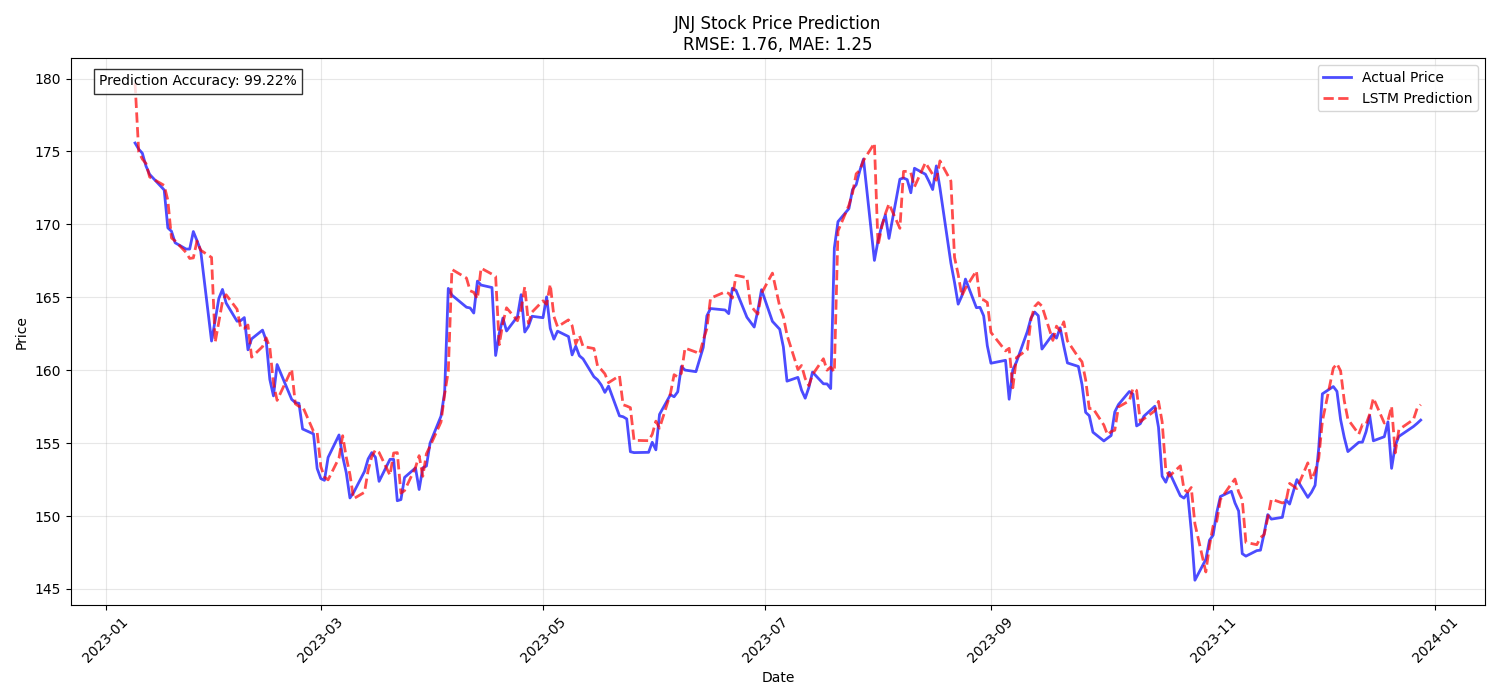 JNJ Stock Price Prediction
RMSE: 1.76, MAE: 1.25
Prediction Accuracy: 99.22%
Actual Price
LSTM Prediction
Price
180
175
170
165
160
155
150
145
2023-01
2023-03
2023-05
2023-07
2023-09
2023-11
2024-01
Date